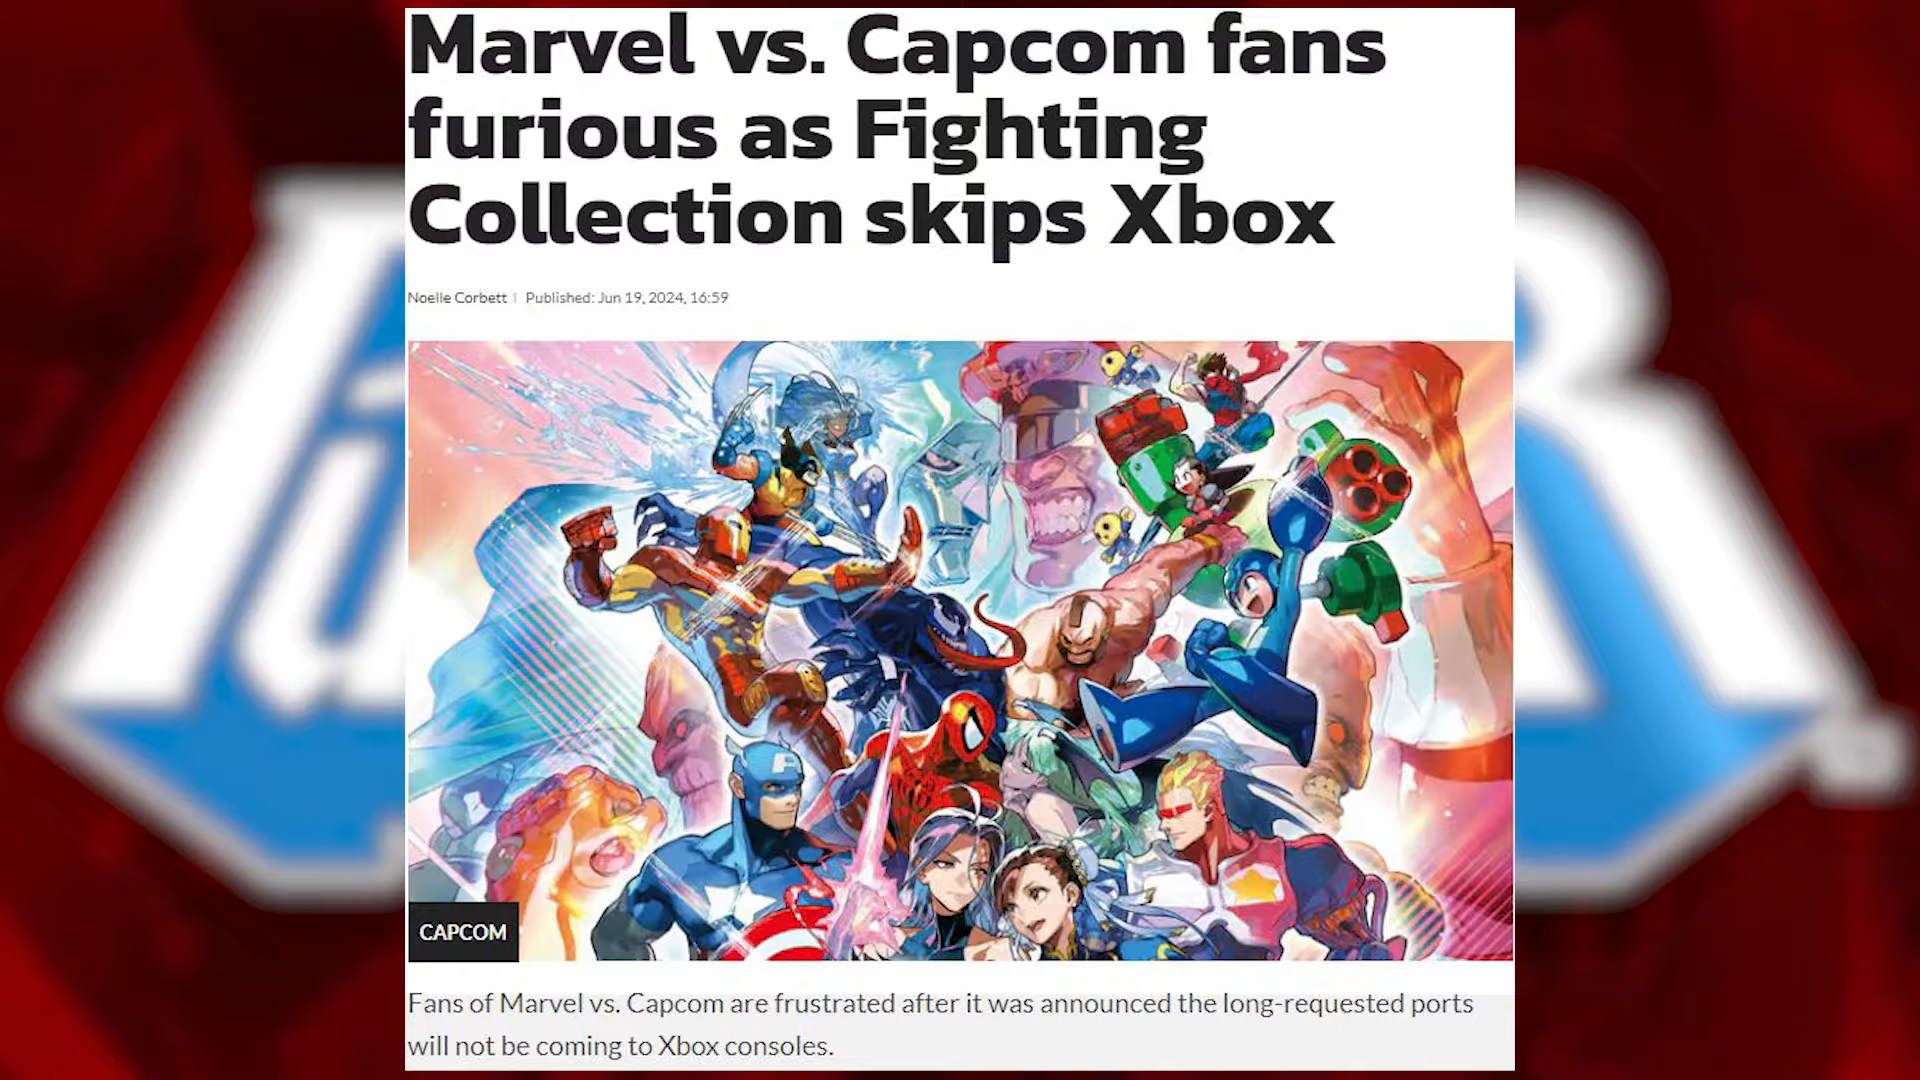 Marvel vs. Capcom fans
furious as Fighting
Collection skips Xbox
Noelle Corbett | Published: Jun 19, 2024, 16:59
CAPCOM
Fans of Marvel vs. Capcom are frustrated after it was announced the long-requested ports
will not be coming to Xbox consoles.